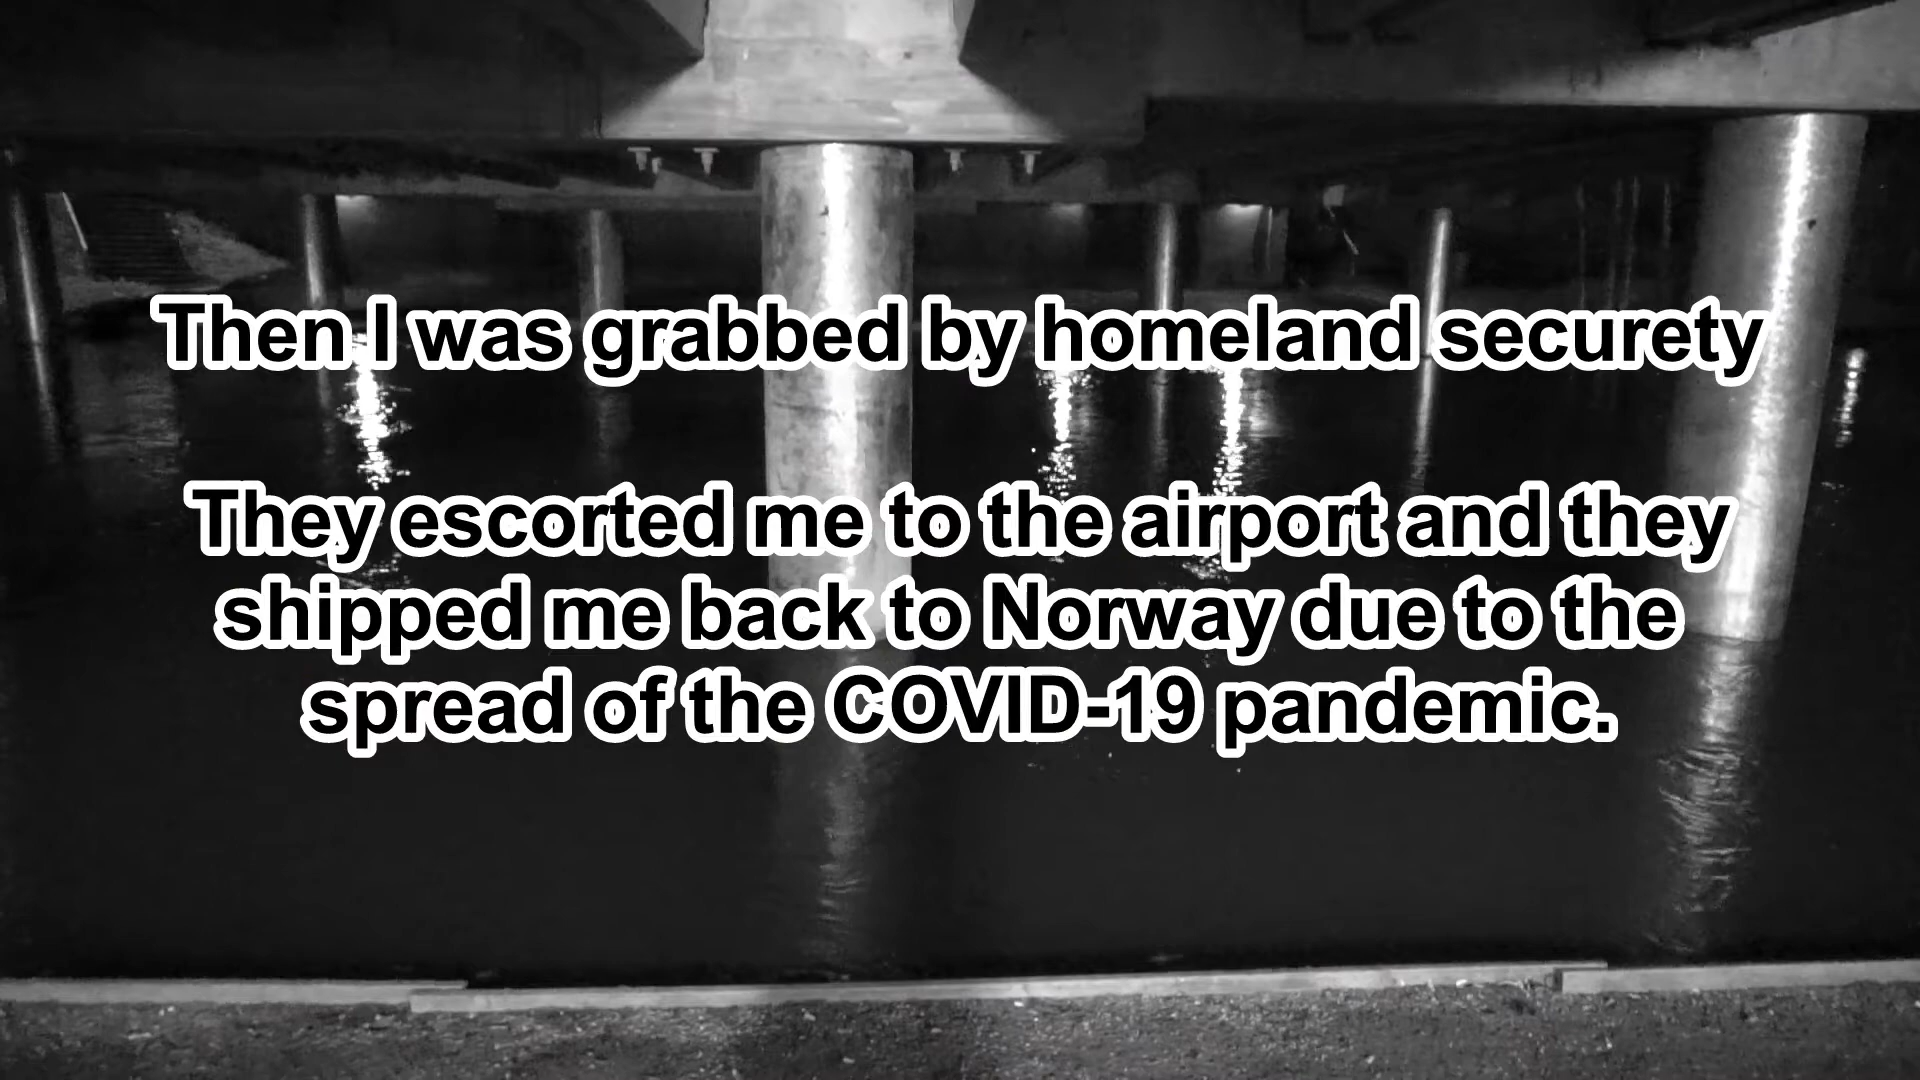 Then I was grabbed by homeland securety
They escorted me to the airport and they
shipped me back to Norway due to the
spread of the COVID-19 pandemic.